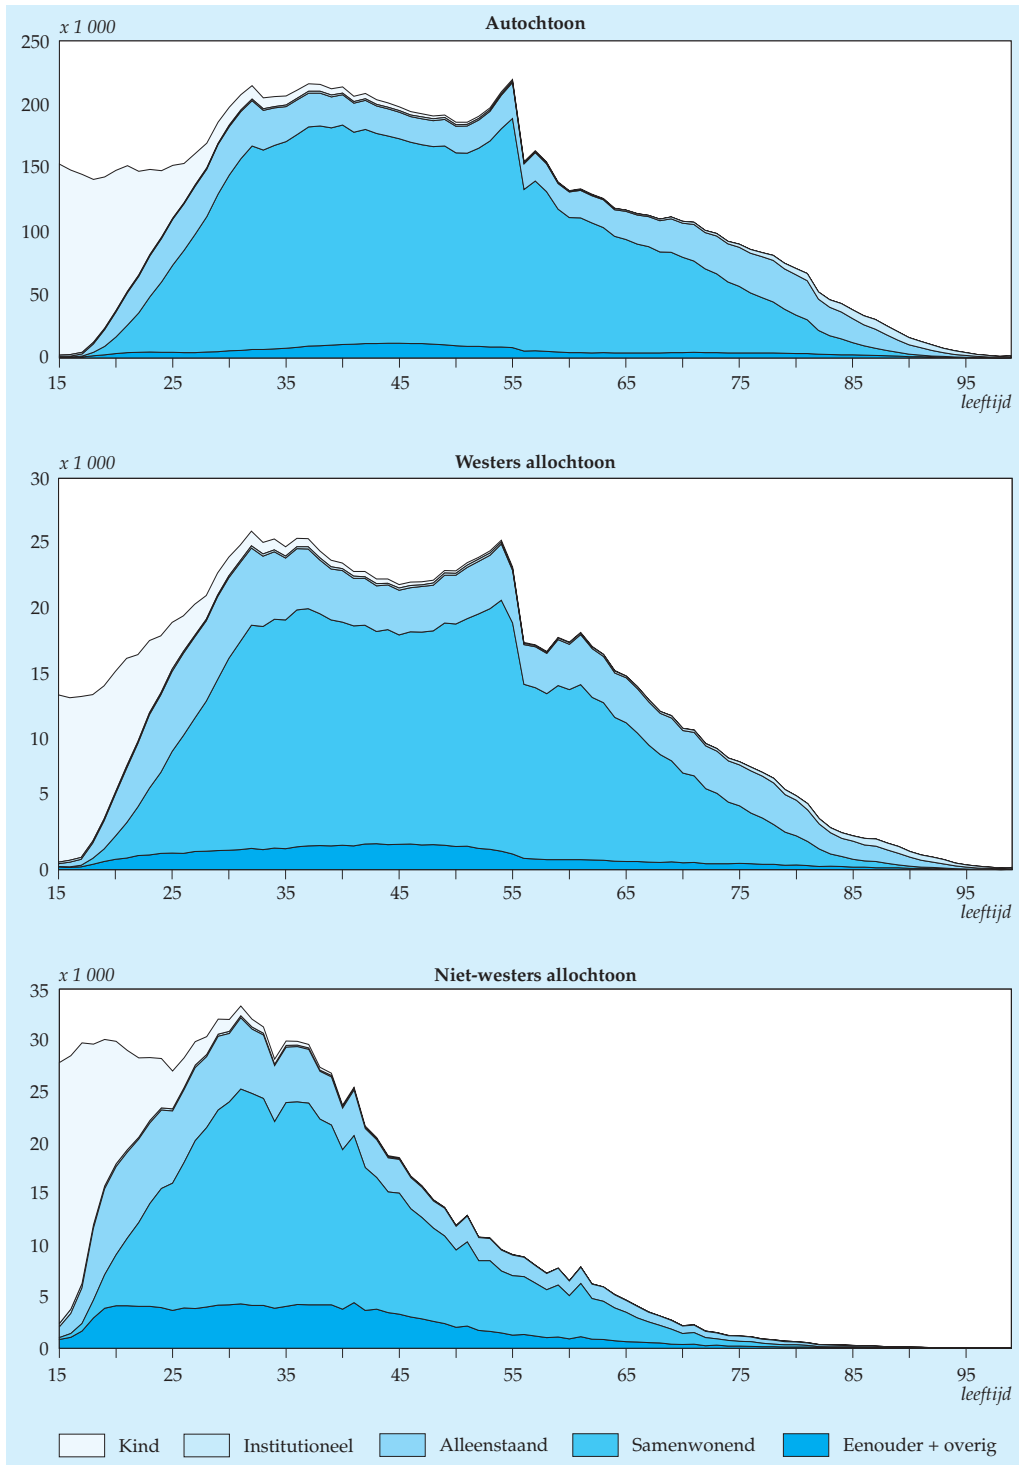 Autochtoon
x 1 000
250
200
150
100
50
0
15 25 35 45 55 65 75 85 95
leeftijd
Westers allochtoon
x 1 000
30
25
20
15
10
5
0
15 25 35 45 55 65 75 85 95
leeftijd
Niet-westers allochtoon
x 1 000
35
30
25
20
15
10
5
0
15 25 35 45 55 65 75 85 95
leeftijd
Kind Institutioneel Alleenstaand Samenwonend Eenouder + overig